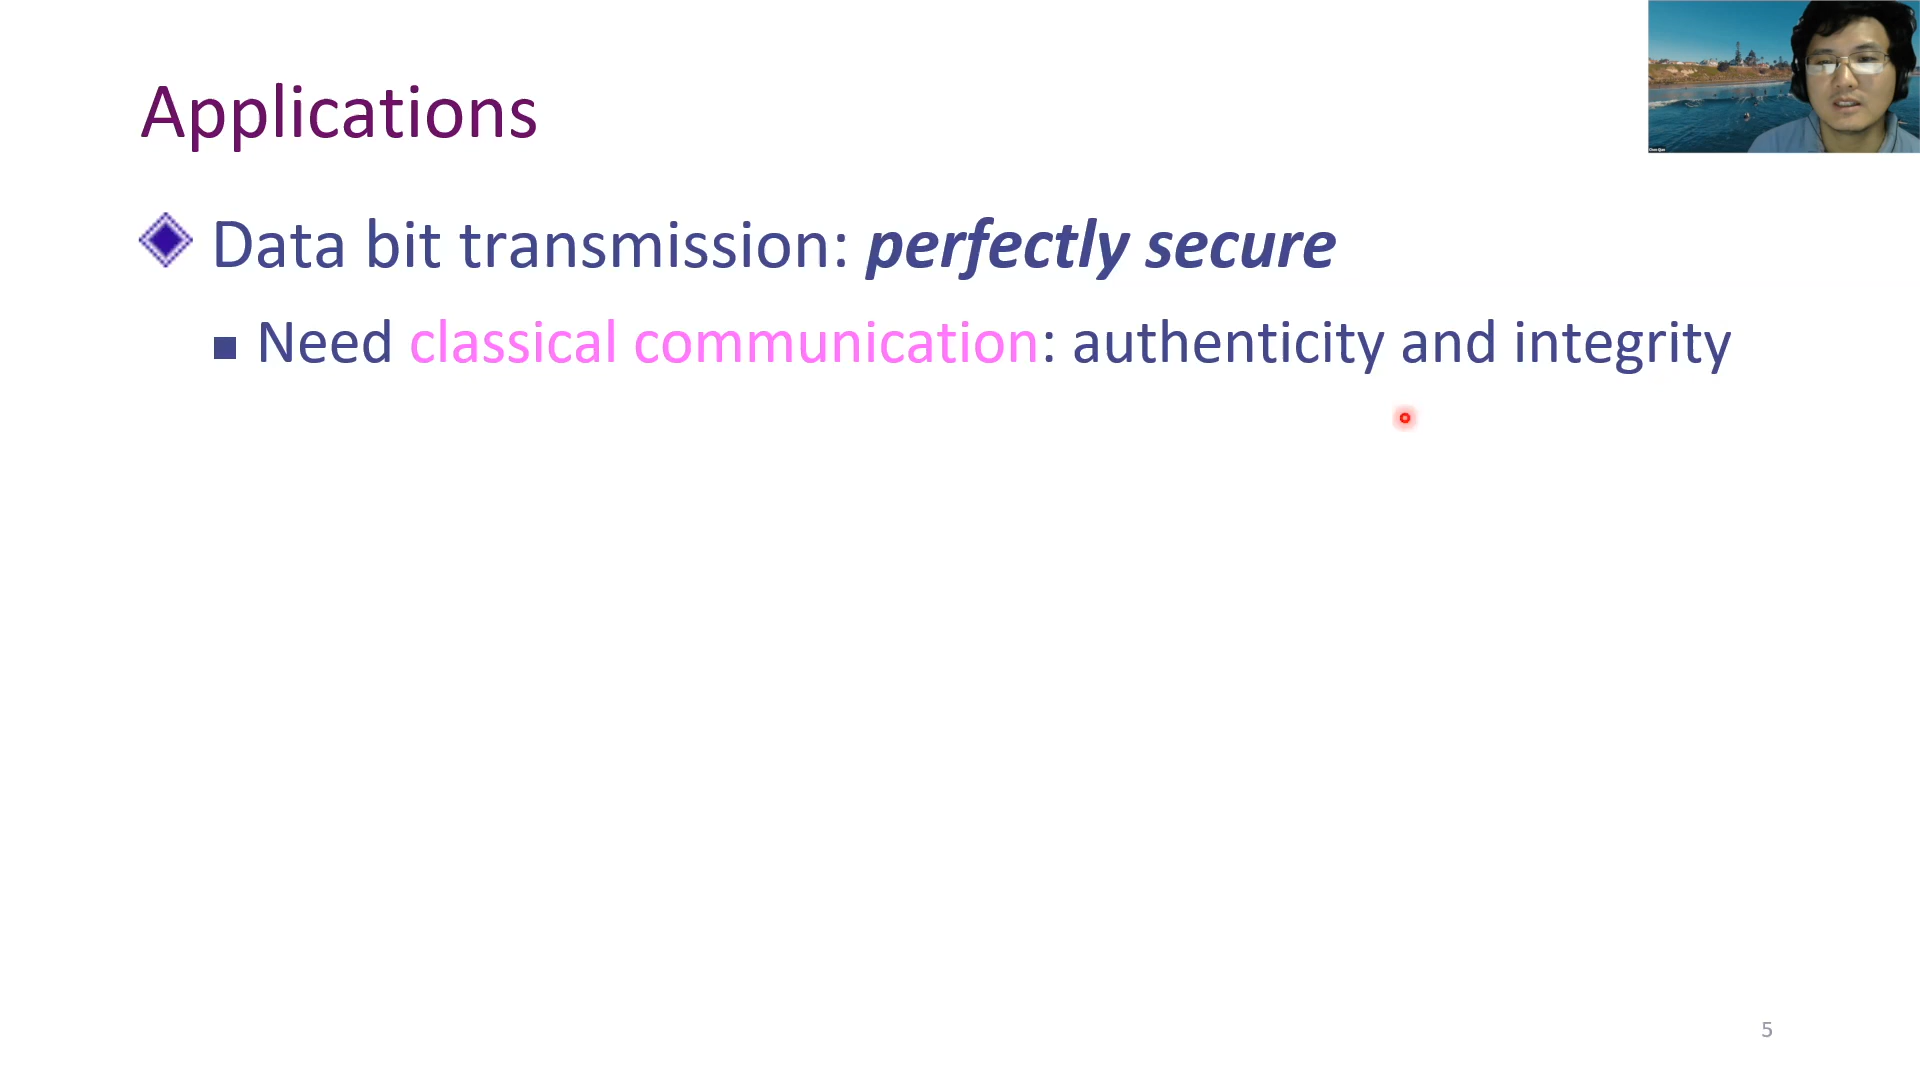 Applications
Data bit transmission: perfectly secure
Need classical communication: authenticity and integrity
5